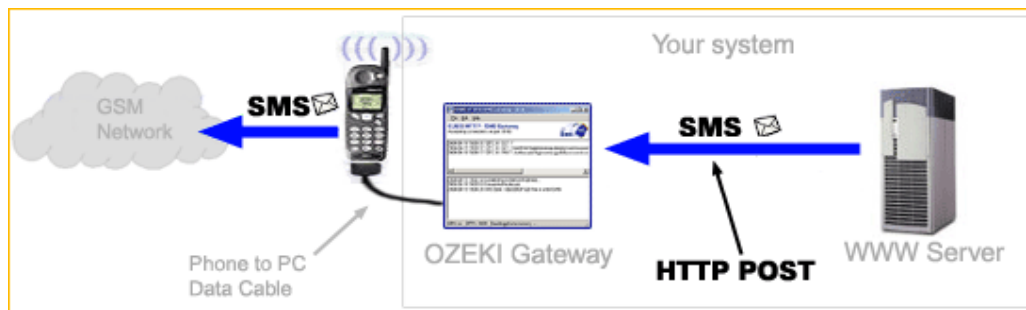 Your system
GSM
Network
SMS
SMS
OZEKI Gateway
WWW Server
HTTP POST
Phone to PC
Data Cable